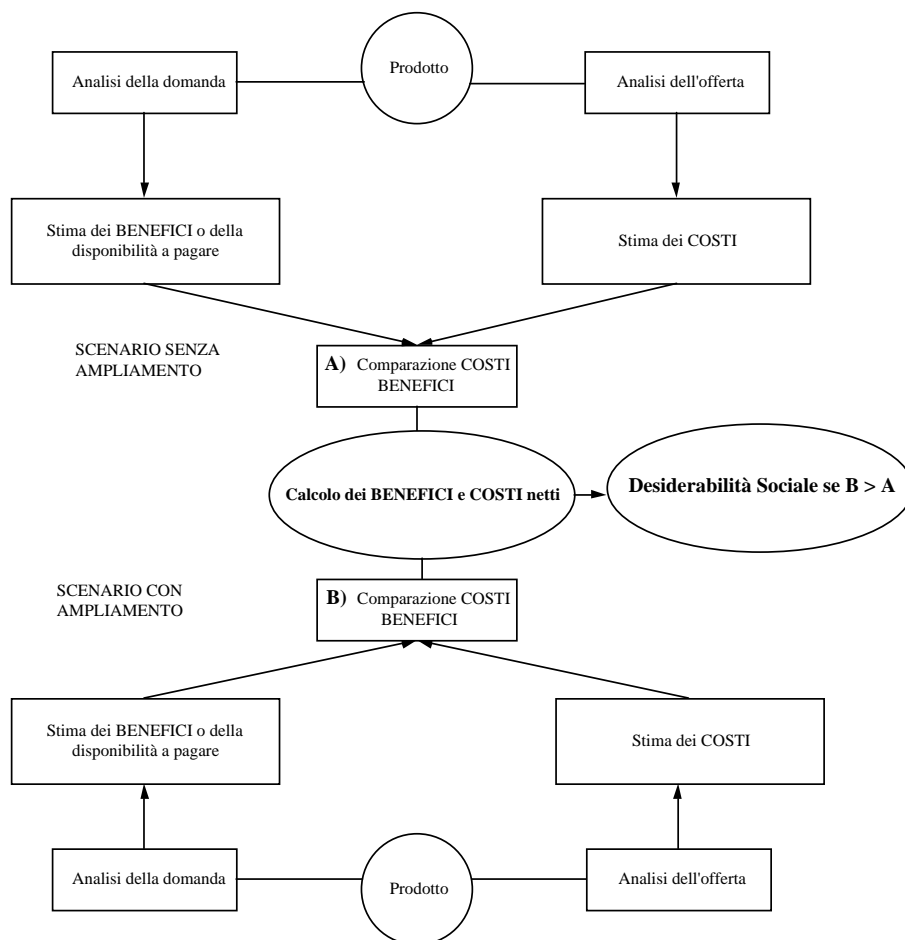 Analisi della domanda
Prodotto
Analisi dell'offerta
Stima dei BENEFICI o della
disponibilità a pagare
Stima dei COSTI
SCENARIO SENZA
AMPLIAMENTO
A) Comparazione COSTI
BENEFICI
Calcolo dei BENEFICI e COSTI netti
Desiderabilità Sociale se B > A
SCENARIO CON
AMPLIAMENTO
B) Comparazione COSTI
BENEFICI
Stima dei BENEFICI o della
disponibilità a pagare
Stima dei COSTI
Analisi della domanda
Prodotto
Analisi dell'offerta